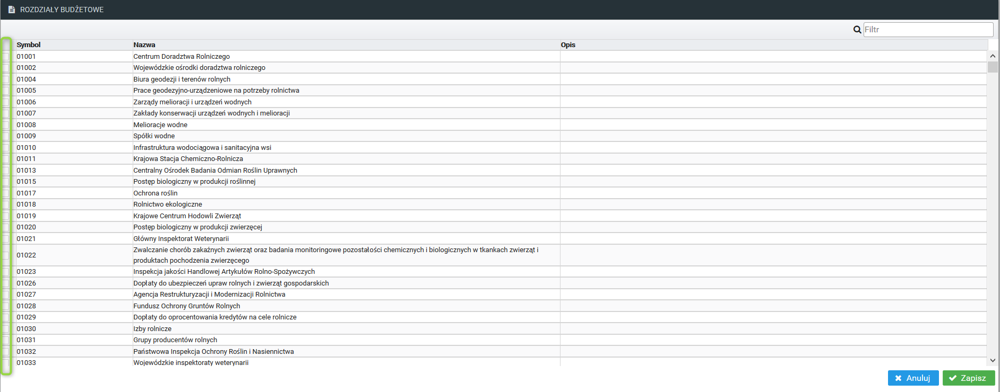 ROZDZIAŁY BUDŻETOWE
Filtr
Symbol Nazwa Opis
01001 Centrum Doradztwa Rolniczego
01002 Wojewódzkie ośrodki doradztwa rolniczego
01004 Biura geodezji i terenów rolnych
01005 Prace geodezyjno-urządzeniowe na potrzeby rolnictwa
01006 Zarządy melioracji i urządzeń wodnych
01007 Zakłady konserwacji urządzeń wodnych i melioracji
01008 Melioracje wodne
01009 Spółki wodne
01010 Infrastruktura wodociągowa i sanitacyjna wsi
01011 Krajowa Stacja Chemiczno-Rolnicza
01013 Centralny Ośrodek Badania Odmian Roślin Uprawnych
01015 Postęp biologiczny w produkcji roślinnej
01017 Ochrona roślin
01018 Rolnictwo ekologiczne
01019 Krajowe Centrum Hodowli Zwierząt
01020 Postęp biologiczny w produkcji zwierzęcej
01021 Główny Inspektorat Weterynarii
01022 Zwalczanie chorób zakaźnych zwierząt oraz badania monitoringowe pozostałości chemicznych i biologicznych w tkankach zwierząt i
produktach pochodzenia zwierzęcego
01023 Inspekcja jakości Handlowej Artykułów Rolno-Spożywczych
01026 Dopłaty do ubezpieczeń upraw rolnych i zwierząt gospodarskich
01027 Agencja Restrukturyzacji i Modernizacji Rolnictwa
01028 Fundusz Ochrony Gruntów Rolnych
01029 Dopłaty do oprocentowania kredytów na cele rolnicze
01030 Izby rolnicze
01031 Grupy producentów rolnych
01032 Państwowa Inspekcja Ochrony Roślin i Nasiennictwa
01033 Wojewódzkie inspektoraty weterynarii
Anuluj Zapisz